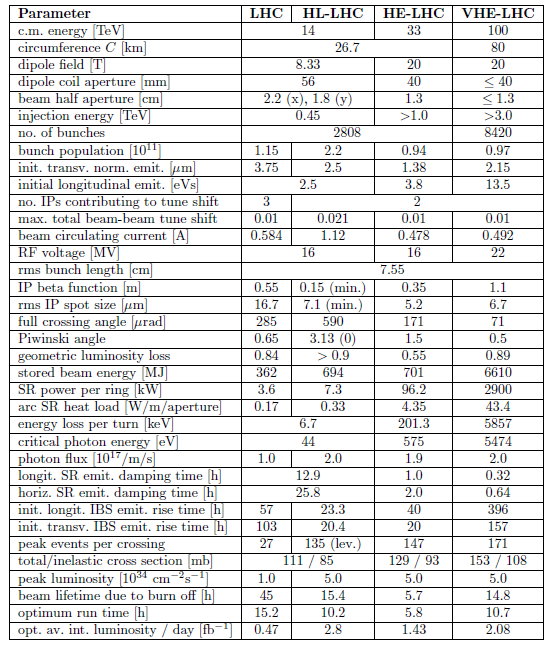 Parameter LHC HL-LHC HE-LHC VHE-LHC
c.m. energy [TeV] 14 33 100
circumference C [km] 26.7 80
dipole field [T] 8.33 20 20
dipole coil aperture [mm] 56 40 ≤ 40
beam half aperture [cm] 2.2 (x), 1.8 (y) 1.3 ≤ 1.3
injection energy [TeV] 0.45 >1.0 >3.0
no. of bunches 2808 8420
bunch population [10¹¹] 1.15 2.2 0.94 0.97
init. transv. norm. emit. [μm] 3.75 2.5 1.38 2.15
initial longitudinal emit. [eVs] 2.5 3.8 13.5
no. IPs contributing to tune shift 3 2
max. total beam-beam tune shift 0.01 0.021 0.01 0.01
beam circulating current [A] 0.584 1.12 0.478 0.492
RF voltage [MV] 16 16 22
rms bunch length [cm] 7.55
IP beta function [m] 0.55 0.15 (min.) 0.35 1.1
rms IP spot size [μm] 16.7 7.1 (min.) 5.2 6.7
full crossing angle [μrad] 285 590 171 71
Piwinski angle 0.65 3.13 (0) 1.5 0.5
geometric luminosity loss 0.84 > 0.9 0.55 0.89
stored beam energy [MJ] 362 694 701 6610
SR power per ring [kW] 3.6 7.3 96.2 2900
arc SR heat load [W/m/aperture] 0.17 0.33 4.35 43.4
energy loss per turn [keV] 6.7 201.3 5857
critical photon energy [eV] 44 575 5474
photon flux [10¹⁷/m/s] 1.0 2.0 1.9 2.0
longit. SR emit. damping time [h] 12.9 1.0 0.32
horiz. SR emit. damping time [h] 25.8 2.0 0.64
init. longit. IBS emit. rise time [h] 57 23.3 40 396
init. transv. IBS emit. rise time [h] 103 20.4 20 157
peak events per crossing 27 135 (lev.) 147 171
total/inelastic cross section [mb] 111 / 85 129 / 93 153 / 108
peak luminosity [10³⁴ cm⁻²s⁻¹] 1.0 5.0 5.0 5.0
beam lifetime due to burn off [h] 45 15.4 5.7 14.8
optimum run time [h] 15.2 10.2 5.8 10.7
opt. av. int. luminosity / day [fb⁻¹] 0.47 2.8 1.43 2.08